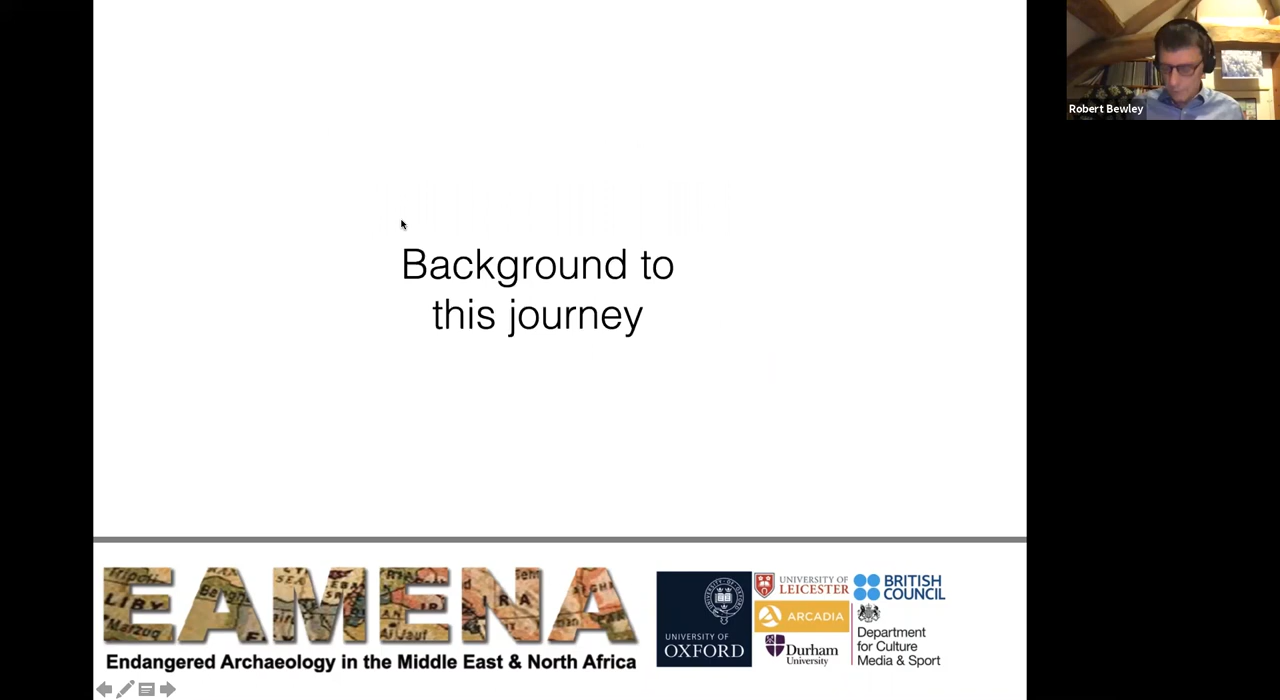 Robert Bewley
Background to
this journey
EAMENA
Endangered Archaeology in the Middle East & North Africa
UNIVERSITY OF
OXFORD
UNIVERSITY OF
LEICESTER
BRITISH
COUNCIL
ARCADIA
Durham
University
Department
for Culture
Media & Sport